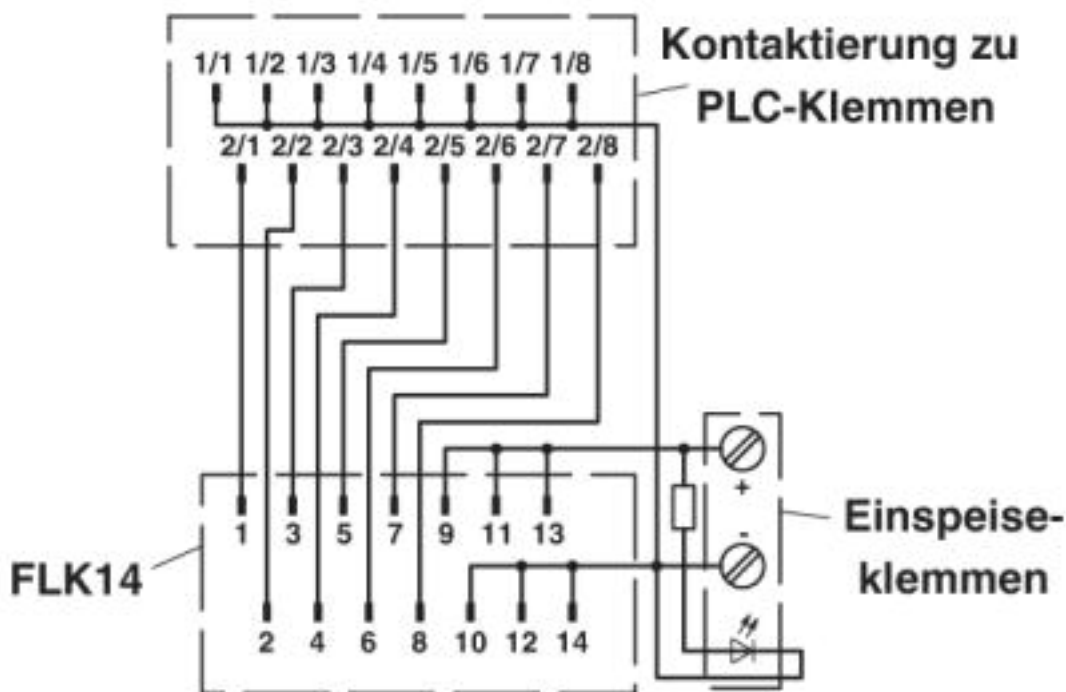 Kontaktierung zu
PLC-Klemmen
1/1 1/2 1/3 1/4 1/5 1/6 1/7 1/8
2/1 2/2 2/3 2/4 2/5 2/6 2/7 2/8
+
-
Einspeise-
klemmen
FLK14
1 3 5 7 9 11 13
2 4 6 8 10 12 14